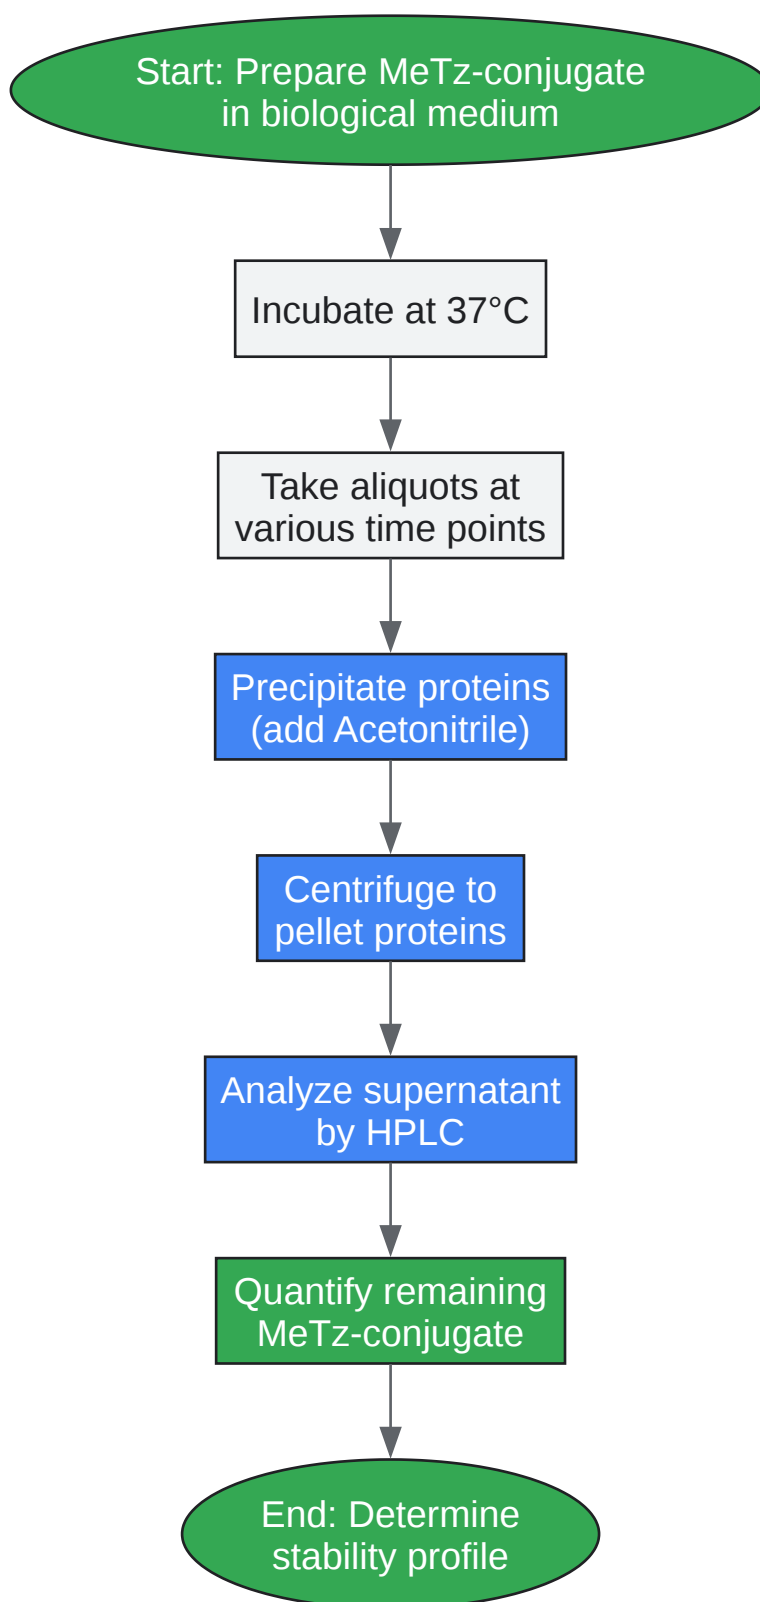 Start: Prepare MeTz-conjugate
in biological medium
Incubate at 37°C
Take aliquots at
various time points
Precipitate proteins
(add Acetonitrile)
Centrifuge to
pellet proteins
Analyze supernatant
by HPLC
Quantify remaining
MeTz-conjugate
End: Determine
stability profile